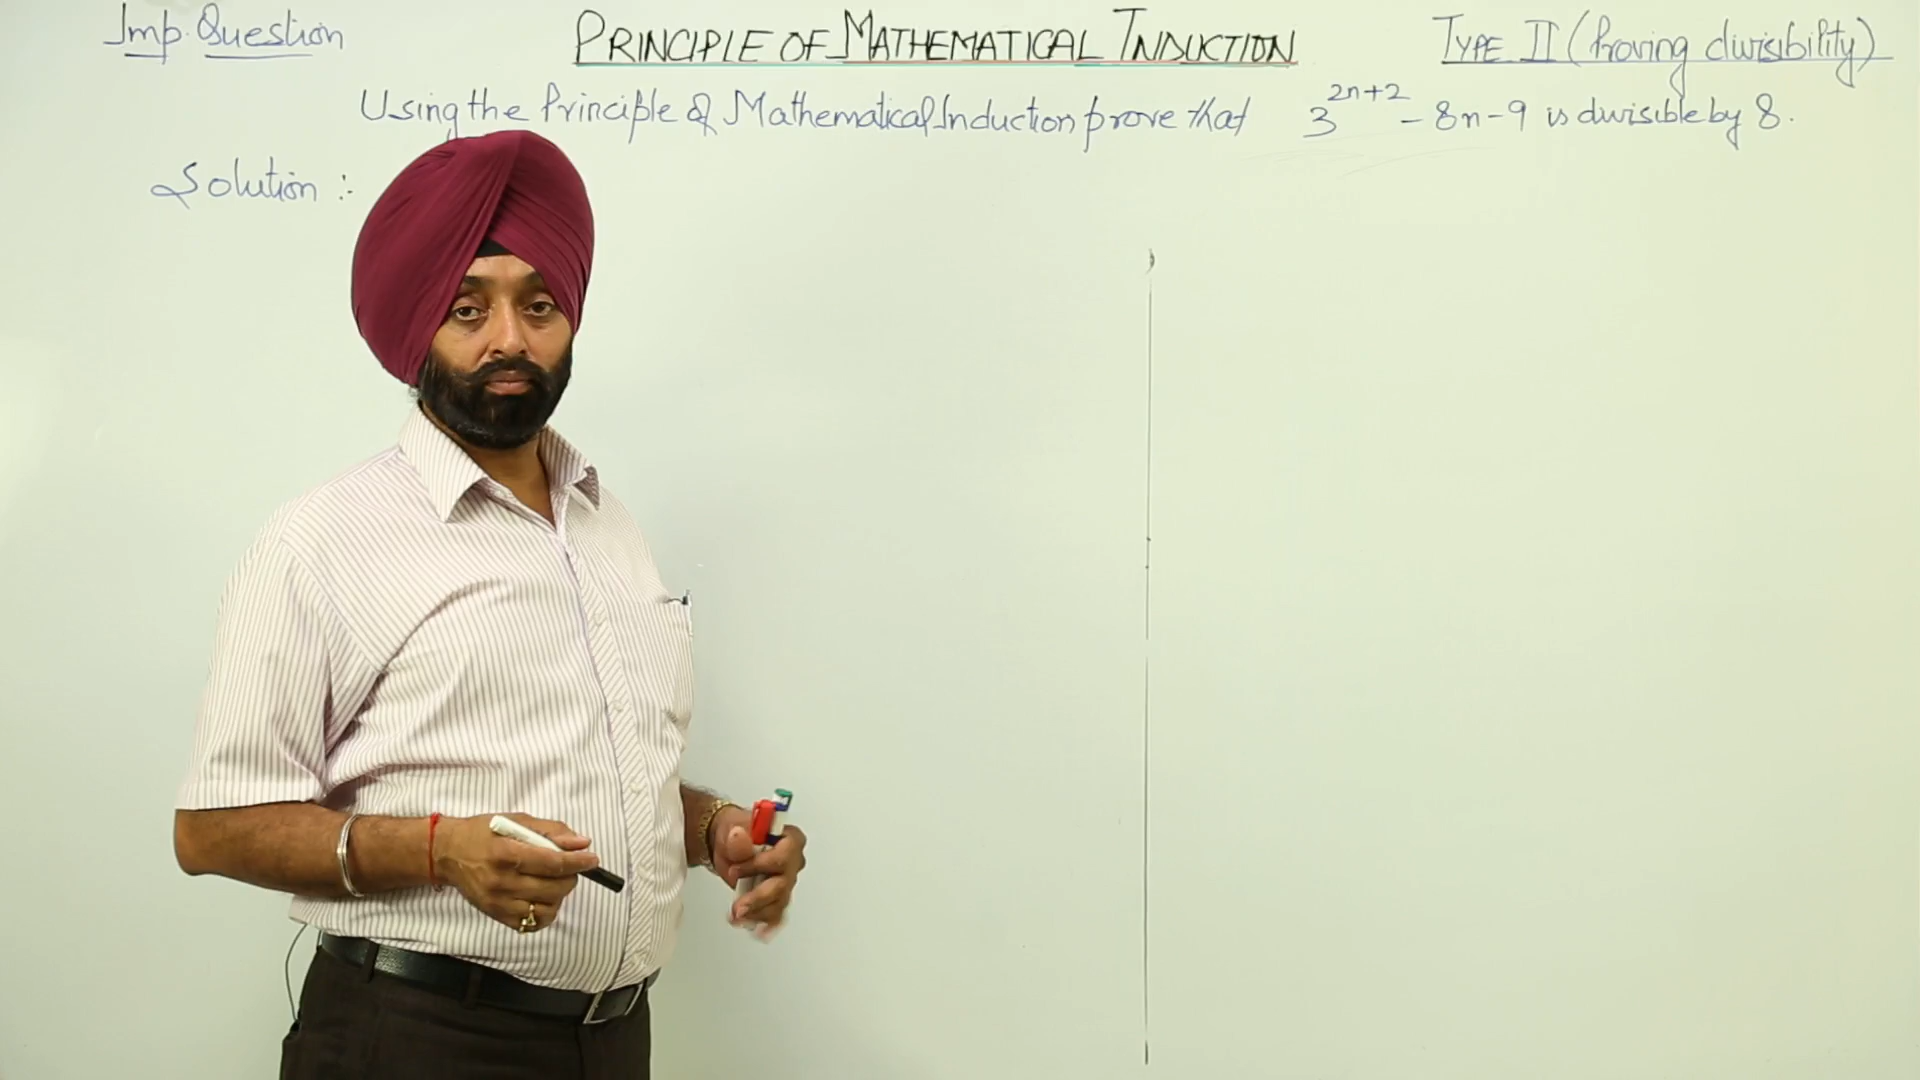 Imp. Question
PRINCIPLE OF MATHEMATICAL INDUCTION
TYPE II (Proving divisibility)
Using the Principle of Mathematical Induction prove that 3^{2n+2} - 8n - 9 is divisible by 8.
Solution :-